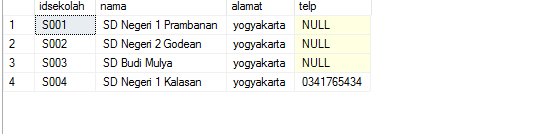 idsekolah nama alamat telp
1 S001 SD Negeri 1 Prambanan yogyakarta NULL
2 S002 SD Negeri 2 Godean yogyakarta NULL
3 S003 SD Budi Mulya yogyakarta NULL
4 S004 SD Negeri 1 Kalasan yogyakarta 0341765434